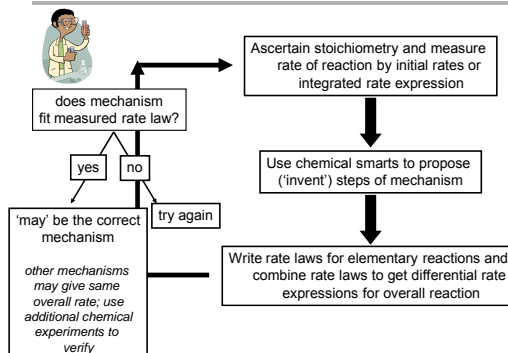 Ascertain stoichiometry and measure
rate of reaction by initial rates or
integrated rate expression
does mechanism
fit measured rate law?
yes
no
Use chemical smarts to propose
(‘invent’) steps of mechanism
‘may’ be the correct
mechanism
try again
other mechanisms
may give same
overall rate; use
additional chemical
experiments to
verify
Write rate laws for elementary reactions and
combine rate laws to get differential rate
expressions for overall reaction